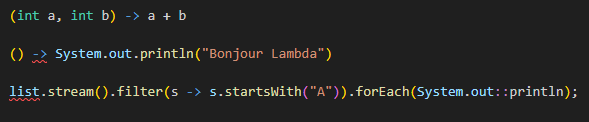 (int a, int b) -> a + b
() -> System.out.println("Bonjour Lambda")
list.stream().filter(s -> s.startsWith("A")).forEach(System.out::println);